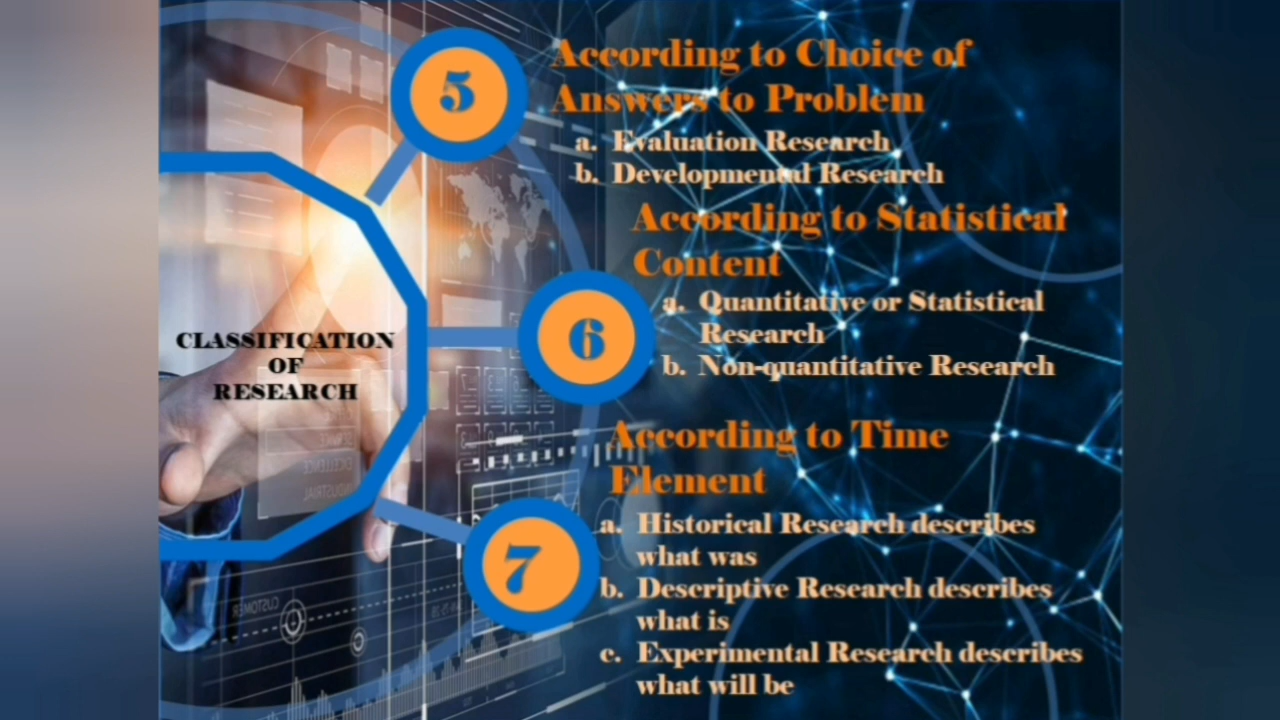 CLASSIFICATION
OF
RESEARCH
5
According to Choice of
Answers to Problem
a. Evaluation Research
b. Developmental Research
6
According to Statistical
Content
a. Quantitative or Statistical
Research
b. Non-quantitative Research
7
According to Time
Element
a. Historical Research describes
what was
b. Descriptive Research describes
what is
c. Experimental Research describes
what will be